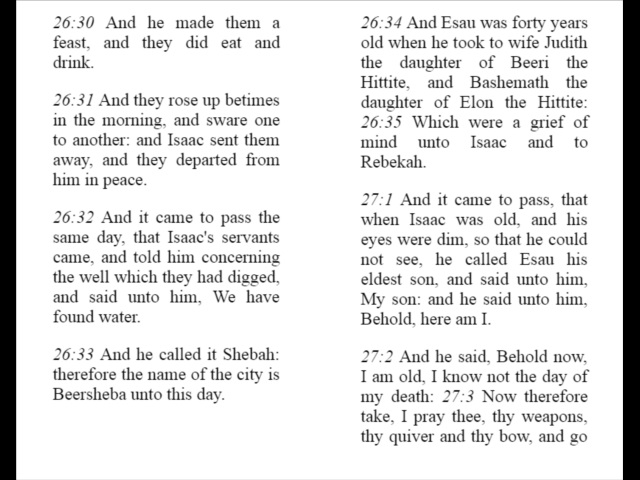 26:30 And he made them a
feast, and they did eat and
drink.
26:31 And they rose up betimes
in the morning, and sware one
to another: and Isaac sent them
away, and they departed from
him in peace.
26:32 And it came to pass the
same day, that Isaac's servants
came, and told him concerning
the well which they had digged,
and said unto him, We have
found water.
26:33 And he called it Shebah:
therefore the name of the city is
Beersheba unto this day.
26:34 And Esau was forty years
old when he took to wife Judith
the daughter of Beeri the
Hittite, and Bashemath the
daughter of Elon the Hittite:
26:35 Which were a grief of
mind unto Isaac and to
Rebekah.
27:1 And it came to pass, that
when Isaac was old, and his
eyes were dim, so that he could
not see, he called Esau his
eldest son, and said unto him,
My son: and he said unto him,
Behold, here am I.
27:2 And he said, Behold now,
I am old, I know not the day of
my death: 27:3 Now therefore
take, I pray thee, thy weapons,
thy quiver and thy bow, and go